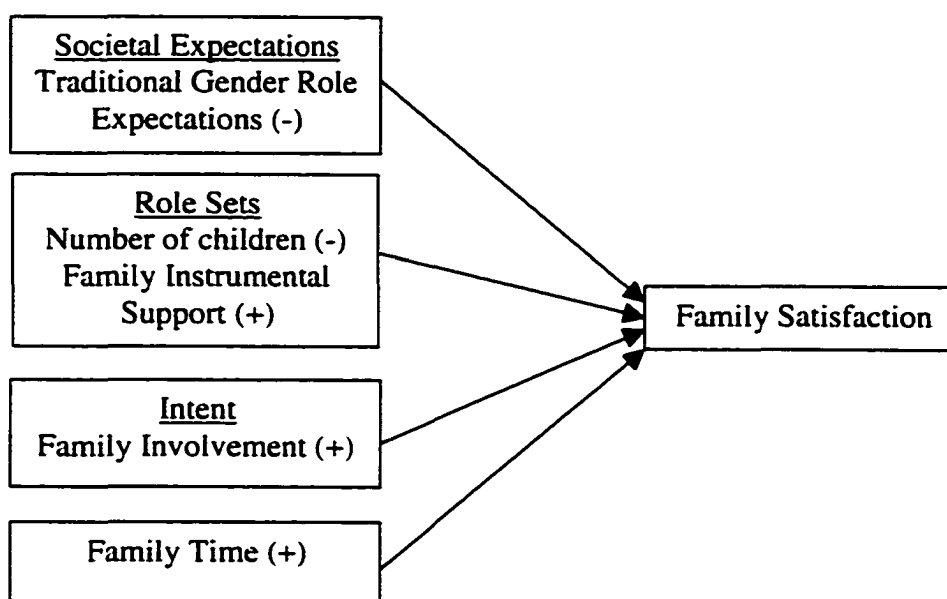 Societal Expectations
Traditional Gender Role
Expectations (-)
Role Sets
Number of children (-)
Family Instrumental
Support (+)
Family Satisfaction
Intent
Family Involvement (+)
Family Time (+)